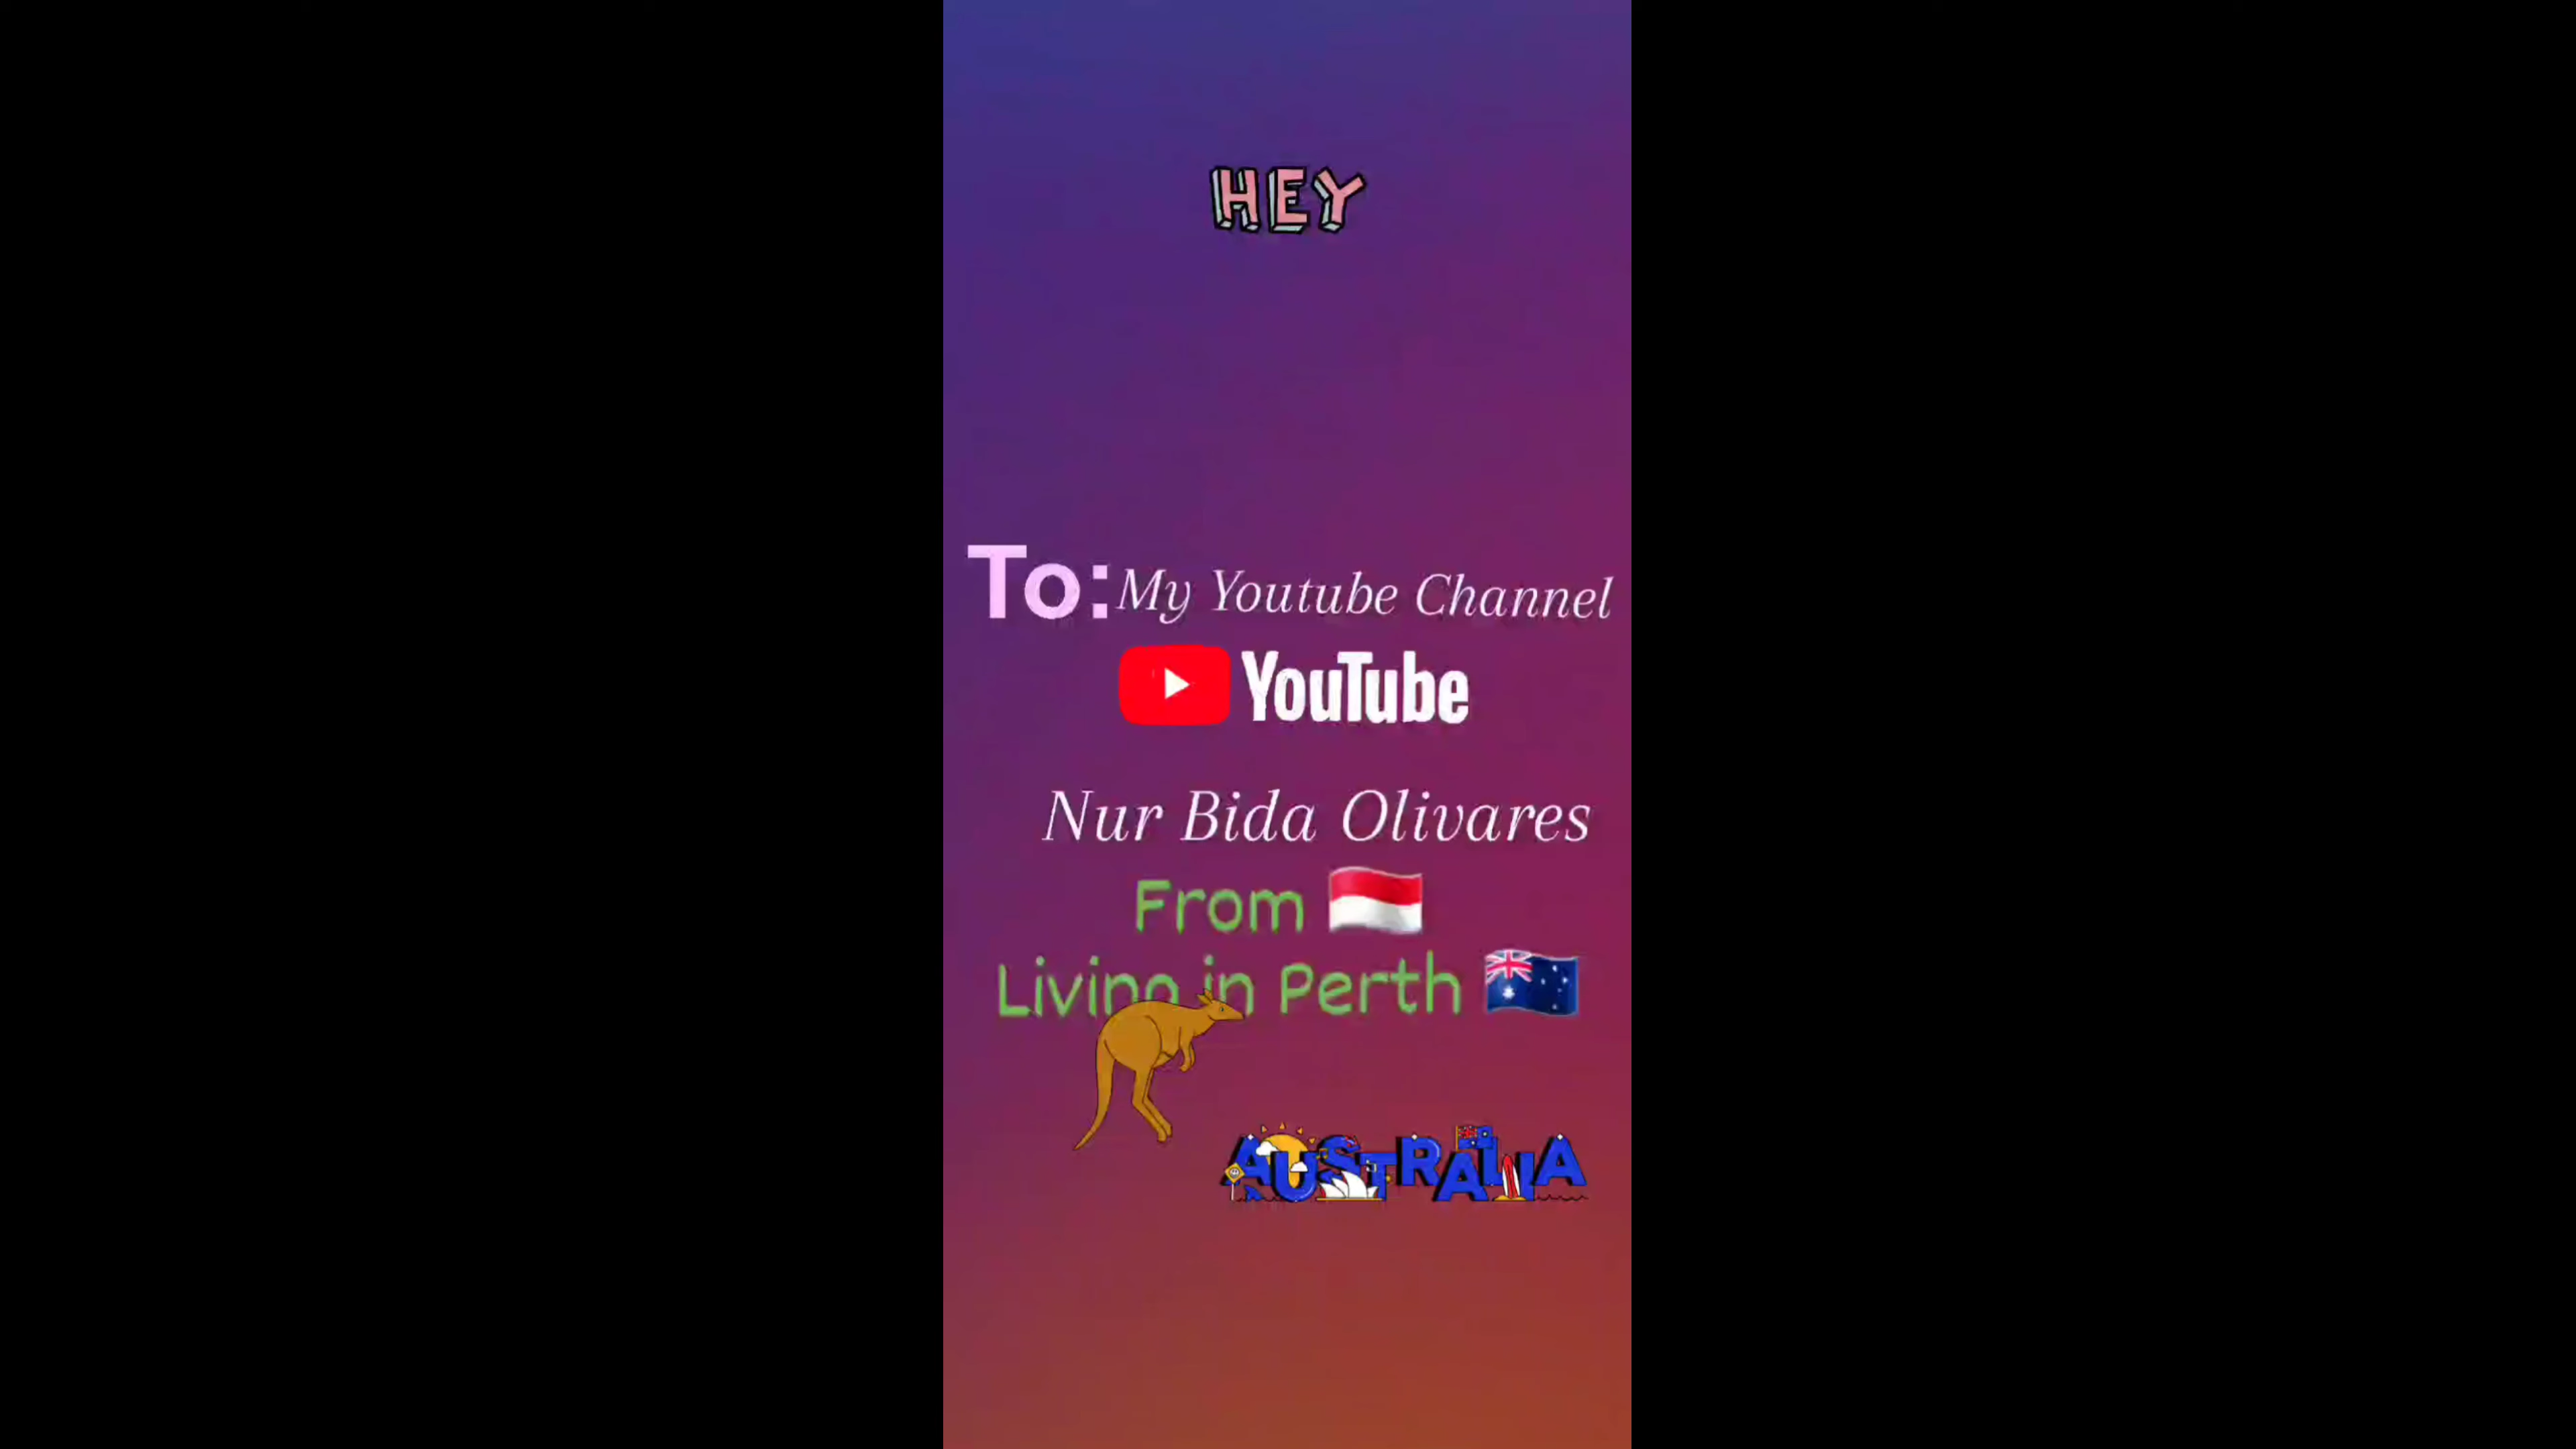 HEY
To: My Youtube Channel
YouTube
Nur Bida Olivares
From 🇮🇩
Living in Perth 🇦🇺
AUSTRALIA